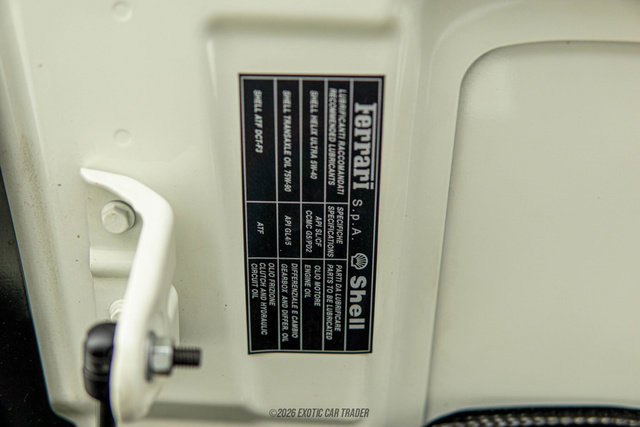 Ferrari S.p.A. Shell
LUBRIFICANTI RACCOMANDATI
RECOMMENDED LUBRICANTS
SPECIFICHE
SPECIFICATIONS
PARTI DA LUBRIFICARE
PARTS TO BE LUBRICATED
SHELL HELIX ULTRA 5W-40
API SL/CF
CCMC G5/PD2
OLIO MOTORE
ENGINE OIL
SHELL TRANSAXLE OIL 75W-90
API GL4/5
DIFFERENZIALE E CAMBIO
GEARBOX AND DIFFER. OIL
SHELL ATF DCT-F3
ATF
OLIO FRIZIONE
CLUTCH AND HYDRAULIC
CIRCUIT OIL
©2026 EXOTIC CAR TRADER